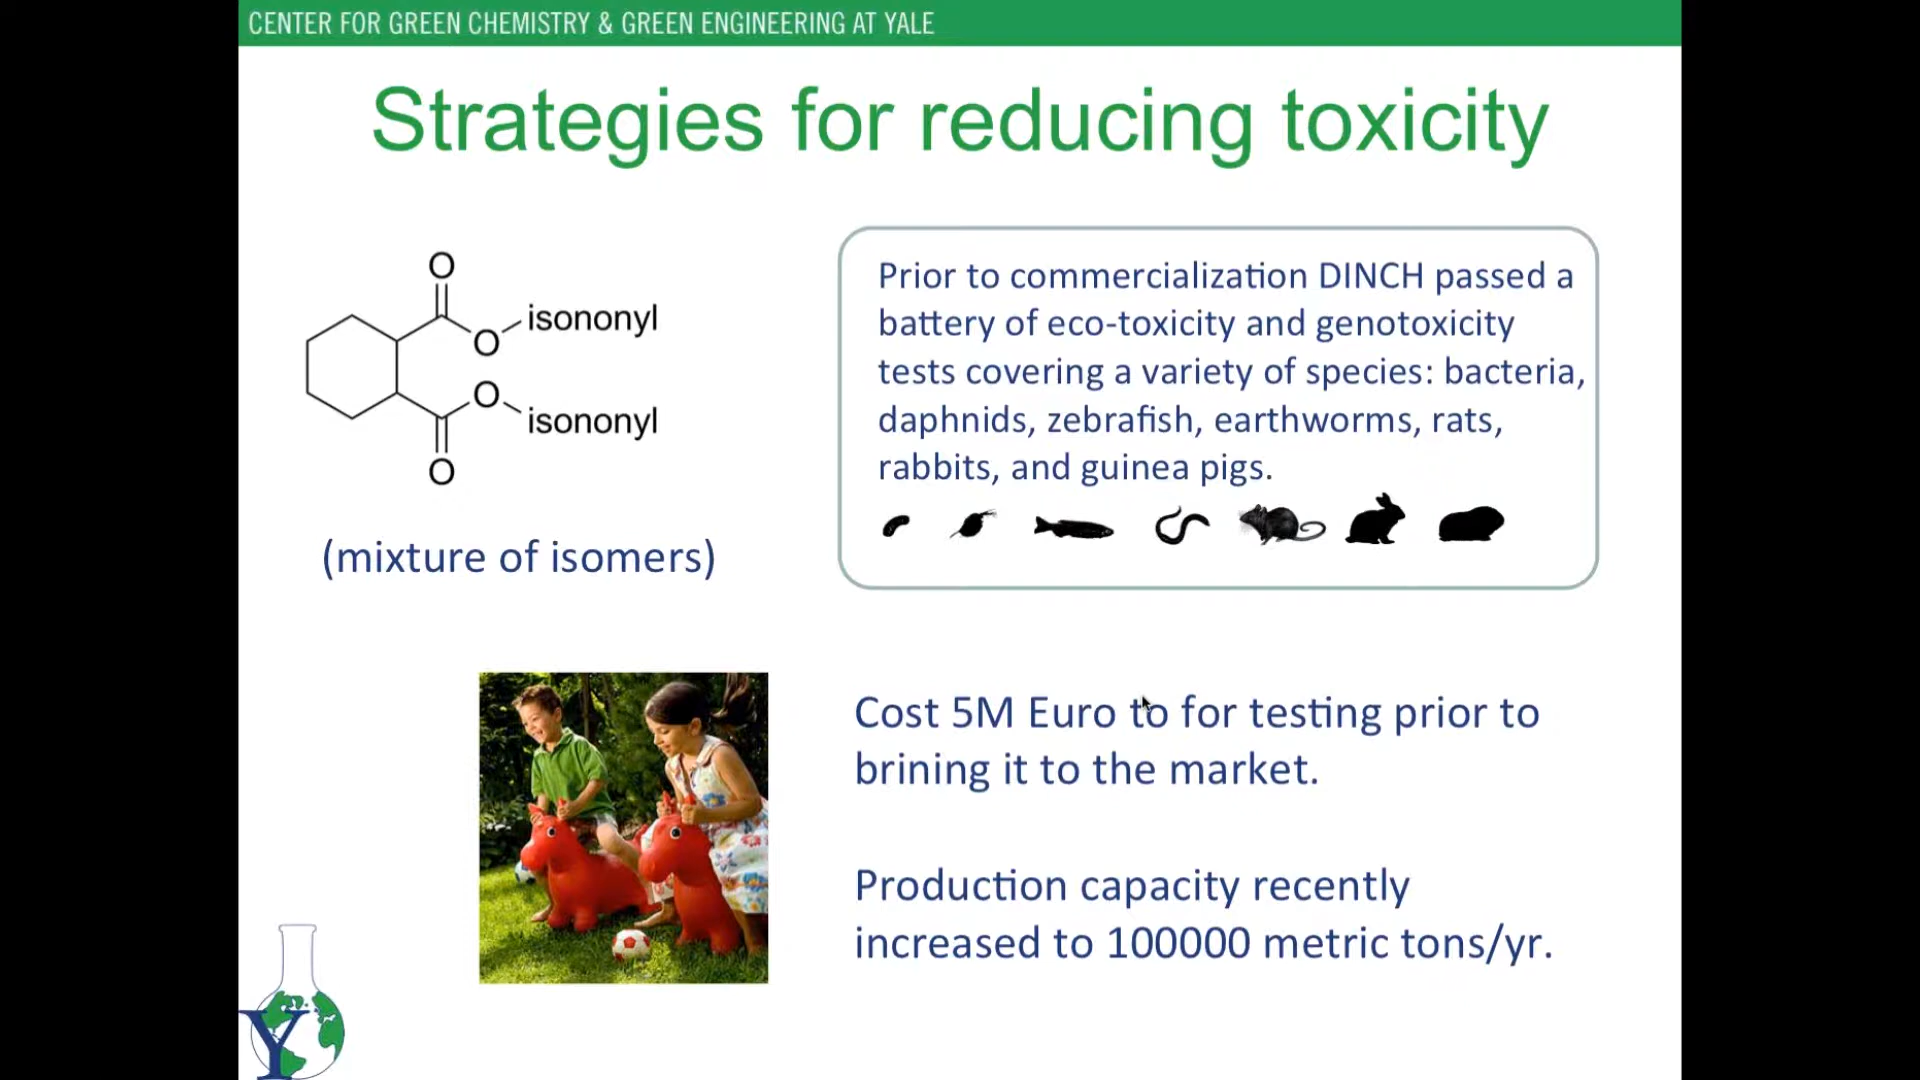 CENTER FOR GREEN CHEMISTRY & GREEN ENGINEERING AT YALE
Strategies for reducing toxicity
O
O
isononyl
O
isononyl
O
(mixture of isomers)
Prior to commercialization DINCH passed a
battery of eco-toxicity and genotoxicity
tests covering a variety of species: bacteria,
daphnids, zebrafish, earthworms, rats,
rabbits, and guinea pigs.
Cost 5M Euro to for testing prior to
brining it to the market.
Production capacity recently
increased to 100000 metric tons/yr.
Y